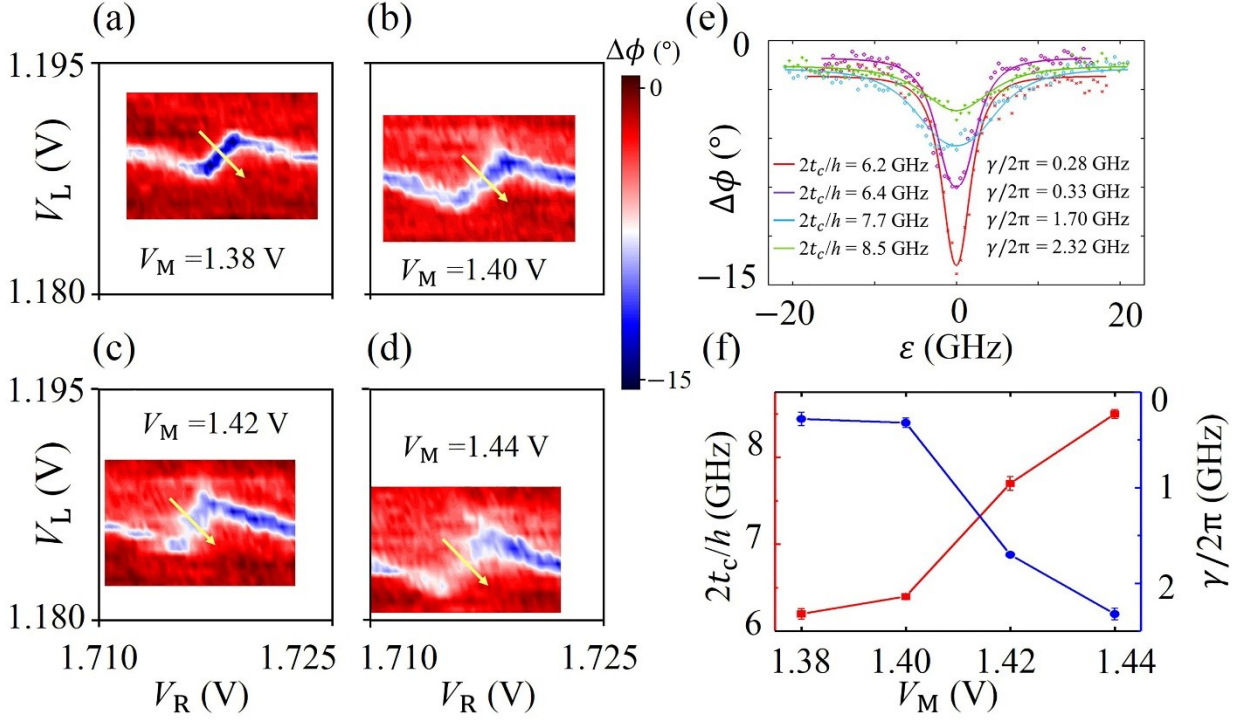 (a)
(b)
Δϕ (°)
0
−15
1.195
V_L (V)
1.180
V_M =1.38 V
V_M =1.40 V
(c)
(d)
1.195
V_L (V)
1.180
V_M =1.42 V
V_M =1.44 V
1.710
1.725
1.710
1.725
V_R (V)
V_R (V)
(e)
0
Δϕ (°)
−15
2t_c/h = 6.2 GHz γ/2π = 0.28 GHz
2t_c/h = 6.4 GHz γ/2π = 0.33 GHz
2t_c/h = 7.7 GHz γ/2π = 1.70 GHz
2t_c/h = 8.5 GHz γ/2π = 2.32 GHz
−20
0
20
ε (GHz)
(f)
8
7
6
2t_c/h (GHz)
0
1
2
γ/2π (GHz)
1.38
1.40
1.42
1.44
V_M (V)